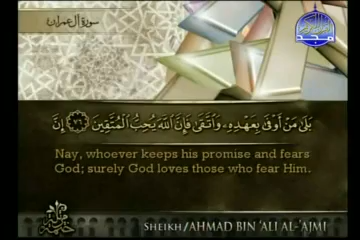 سورة آل عمران
بَلَىٰ مَنْ أَوْفَىٰ بِعَهْدِهِۦ وَاتَّقَىٰ فَإِنَّ اللَّهَ يُحِبُّ الْمُتَّقِينَ ٧٦ إِنَّ
Nay, whoever keeps his promise and fears
God; surely God loves those who fear Him.
SHEIKH/AHMAD BIN 'ALI AL-'AJMI